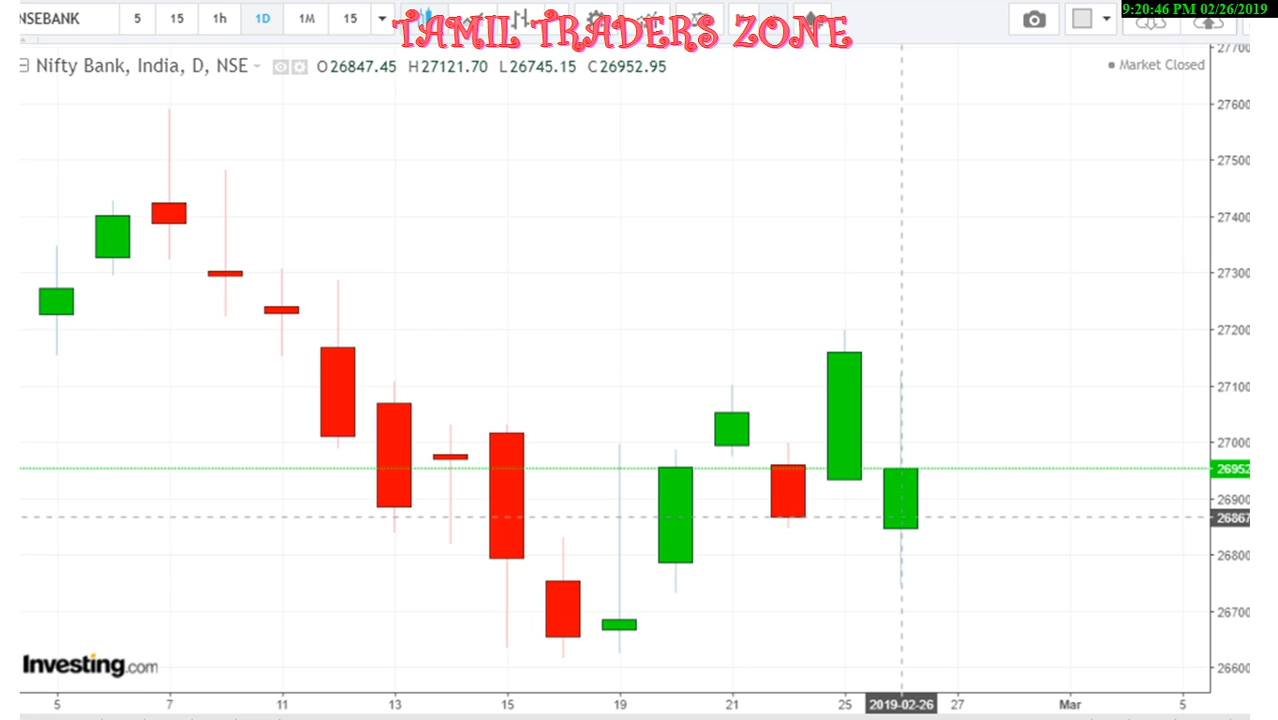 NSEBANK 5 15 1h 1D 1M 15
TAMIL TRADERS ZONE
9:20:46 PM 02/26/2019
Nifty Bank, India, D, NSE O26847.45 H27121.70 L26745.15 C26952.95
Market Closed
27700
27600
27500
27400
27300
27200
27100
27000
26952
26900
26867
26800
26700
26600
Investing.com
5 7 11 13 15 19 21 25 2019-02-26 27 Mar 5